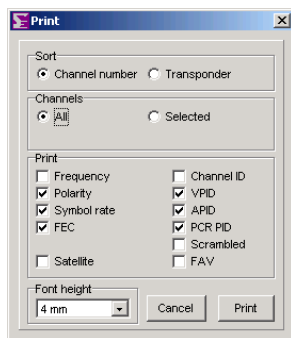 Print
Sort
Channel number Transponder
Channels
All Selected
Print
Frequency Channel ID
Polarity VPID
Symbol rate APID
FEC PCR PID
Scrambled
Satellite FAV
Font height
4 mm Cancel Print